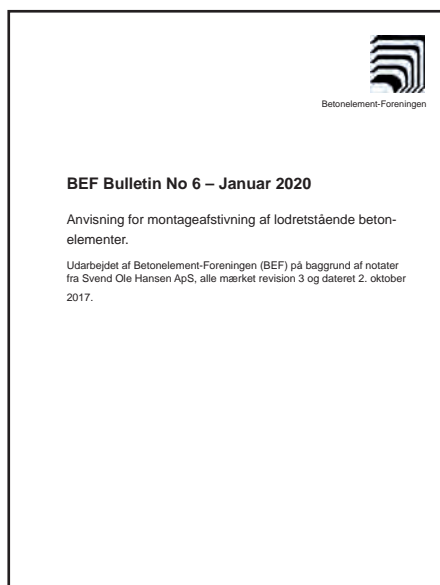 Betonelement-Foreningen
BEF Bulletin No 6 – Januar 2020
Anvisning for montageafstivning af lodretstående beton-
elementer.
Udarbejdet af Betonelement-Foreningen (BEF) på baggrund af notater
fra Svend Ole Hansen ApS, alle mærket revision 3 og dateret 2. oktober
2017.